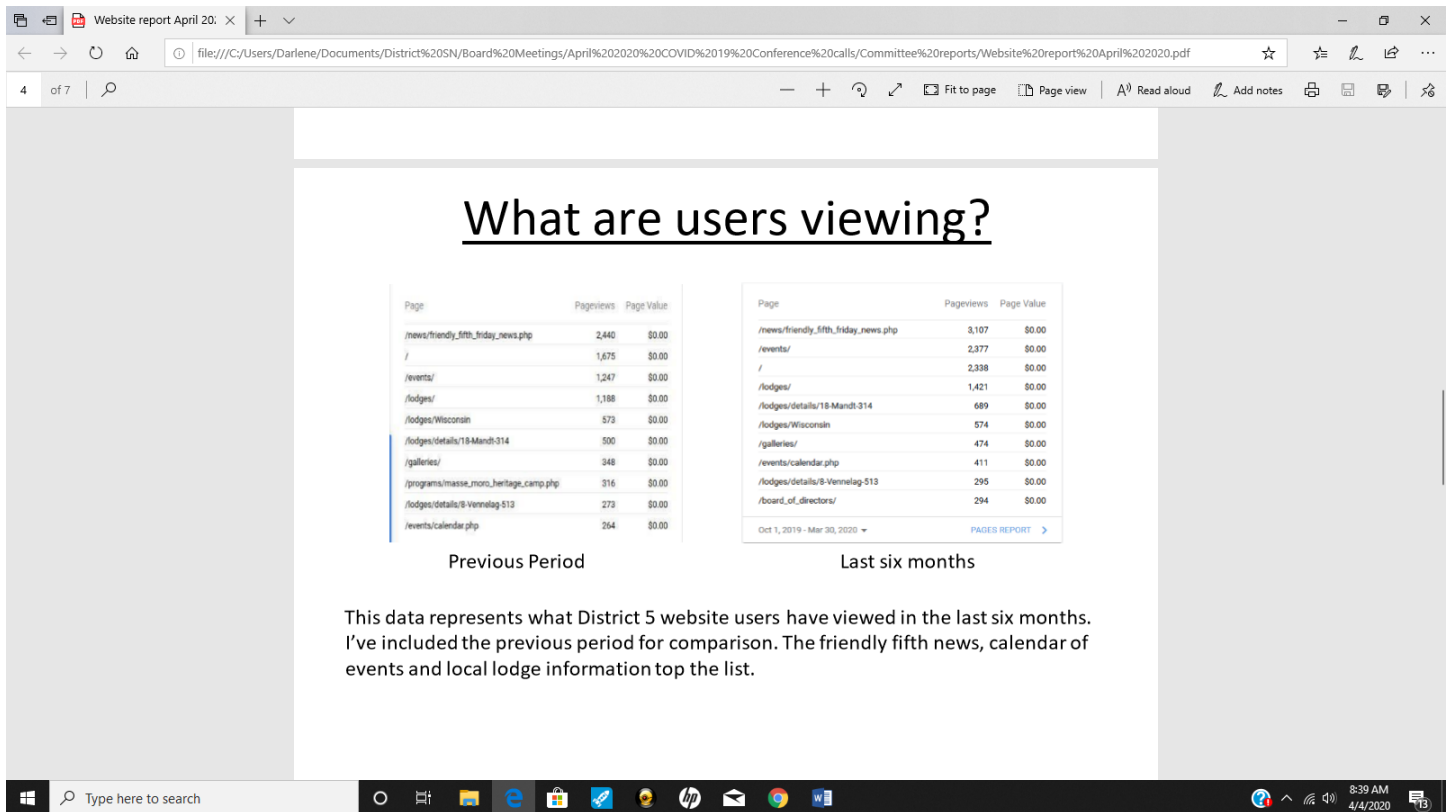 Website report April 202
file:///C:/Users/Darlene/Documents/District%20SN/Board%20Meetings/April%202020%20COVID%2019%20Conference%20calls/Committee%20reports/Website%20report%20April%202020.pdf
4 of 7 Fit to page Page view Read aloud Add notes
What are users viewing?
Page Pageviews Page Value
/news/friendly_fifth_friday_news.php 2,440 $0.00
/ 1,675 $0.00
/events/ 1,247 $0.00
/lodges/ 1,188 $0.00
/lodges/Wisconsin 573 $0.00
/lodges/details/18-Mandt-314 500 $0.00
/galleries/ 348 $0.00
/programs/masse_moro_heritage_camp.php 316 $0.00
/lodges/details/8-Vennelag-513 273 $0.00
/events/calendar.php 264 $0.00
Previous Period
Page Pageviews Page Value
/news/friendly_fifth_friday_news.php 3,107 $0.00
/events/ 2,377 $0.00
/ 2,338 $0.00
/lodges/ 1,421 $0.00
/lodges/details/18-Mandt-314 689 $0.00
/lodges/Wisconsin 574 $0.00
/galleries/ 474 $0.00
/events/calendar.php 411 $0.00
/lodges/details/8-Vennelag-513 295 $0.00
/board_of_directors/ 294 $0.00
Oct 1, 2019 - Mar 30, 2020 PAGES REPORT
Last six months
This data represents what District 5 website users have viewed in the last six months.
I've included the previous period for comparison. The friendly fifth news, calendar of
events and local lodge information top the list.
Type here to search
hp
8:39 AM
4/4/2020
13